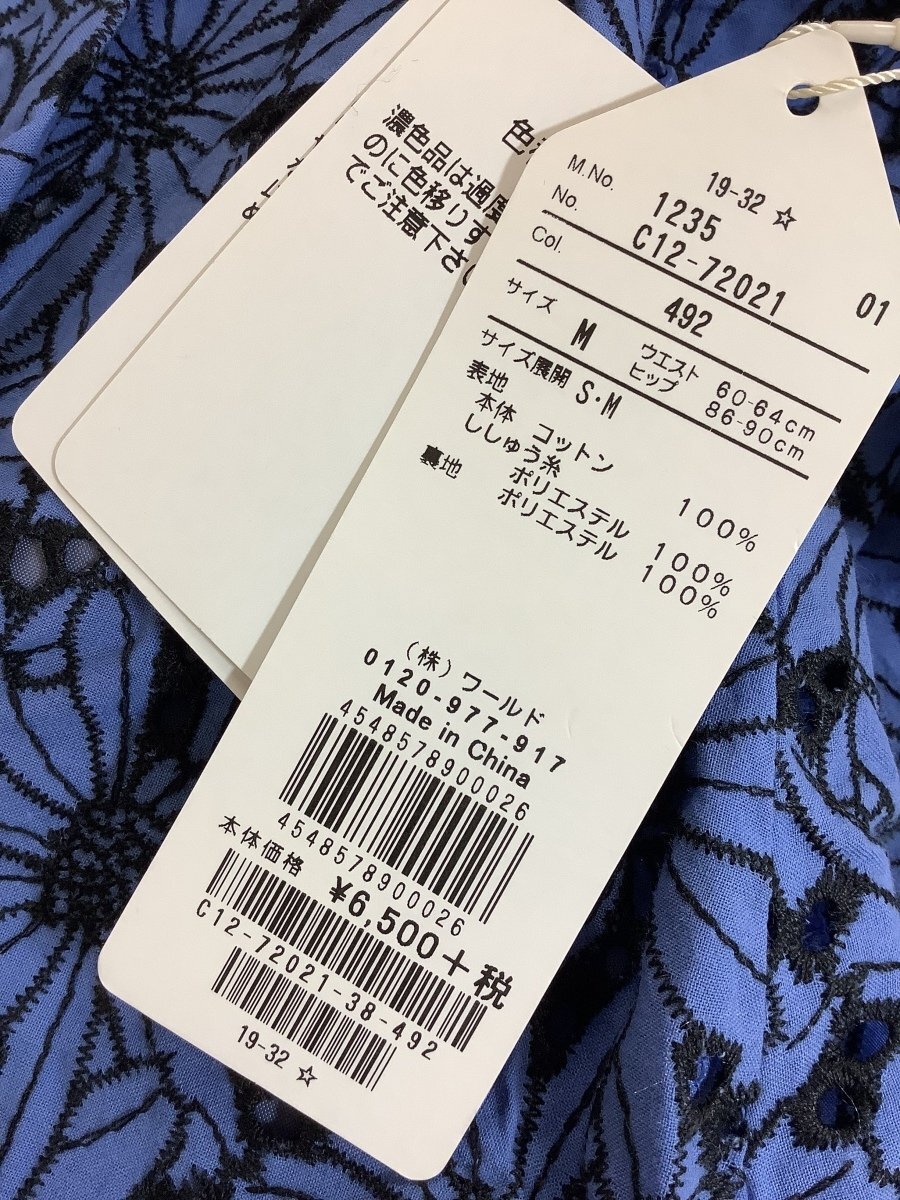 濃色品は過度
のに色移りす
でご注意下さい
19-32 ☆
M.No. 1235
No. C12-72021 01
Col. 492
サイズ M ウエスト 60-64cm
ヒップ 86-90cm
サイズ展開 S・M
表地
本体 コットン 100%
ししゅう糸
ポリエステル 100%
裏地 ポリエステル 100%
(株)ワールド
0120-977-917
Made in China
4548578900026
4548578900026
本体価格 ¥6,500+税
C12-72021-38-492
19-32 ☆